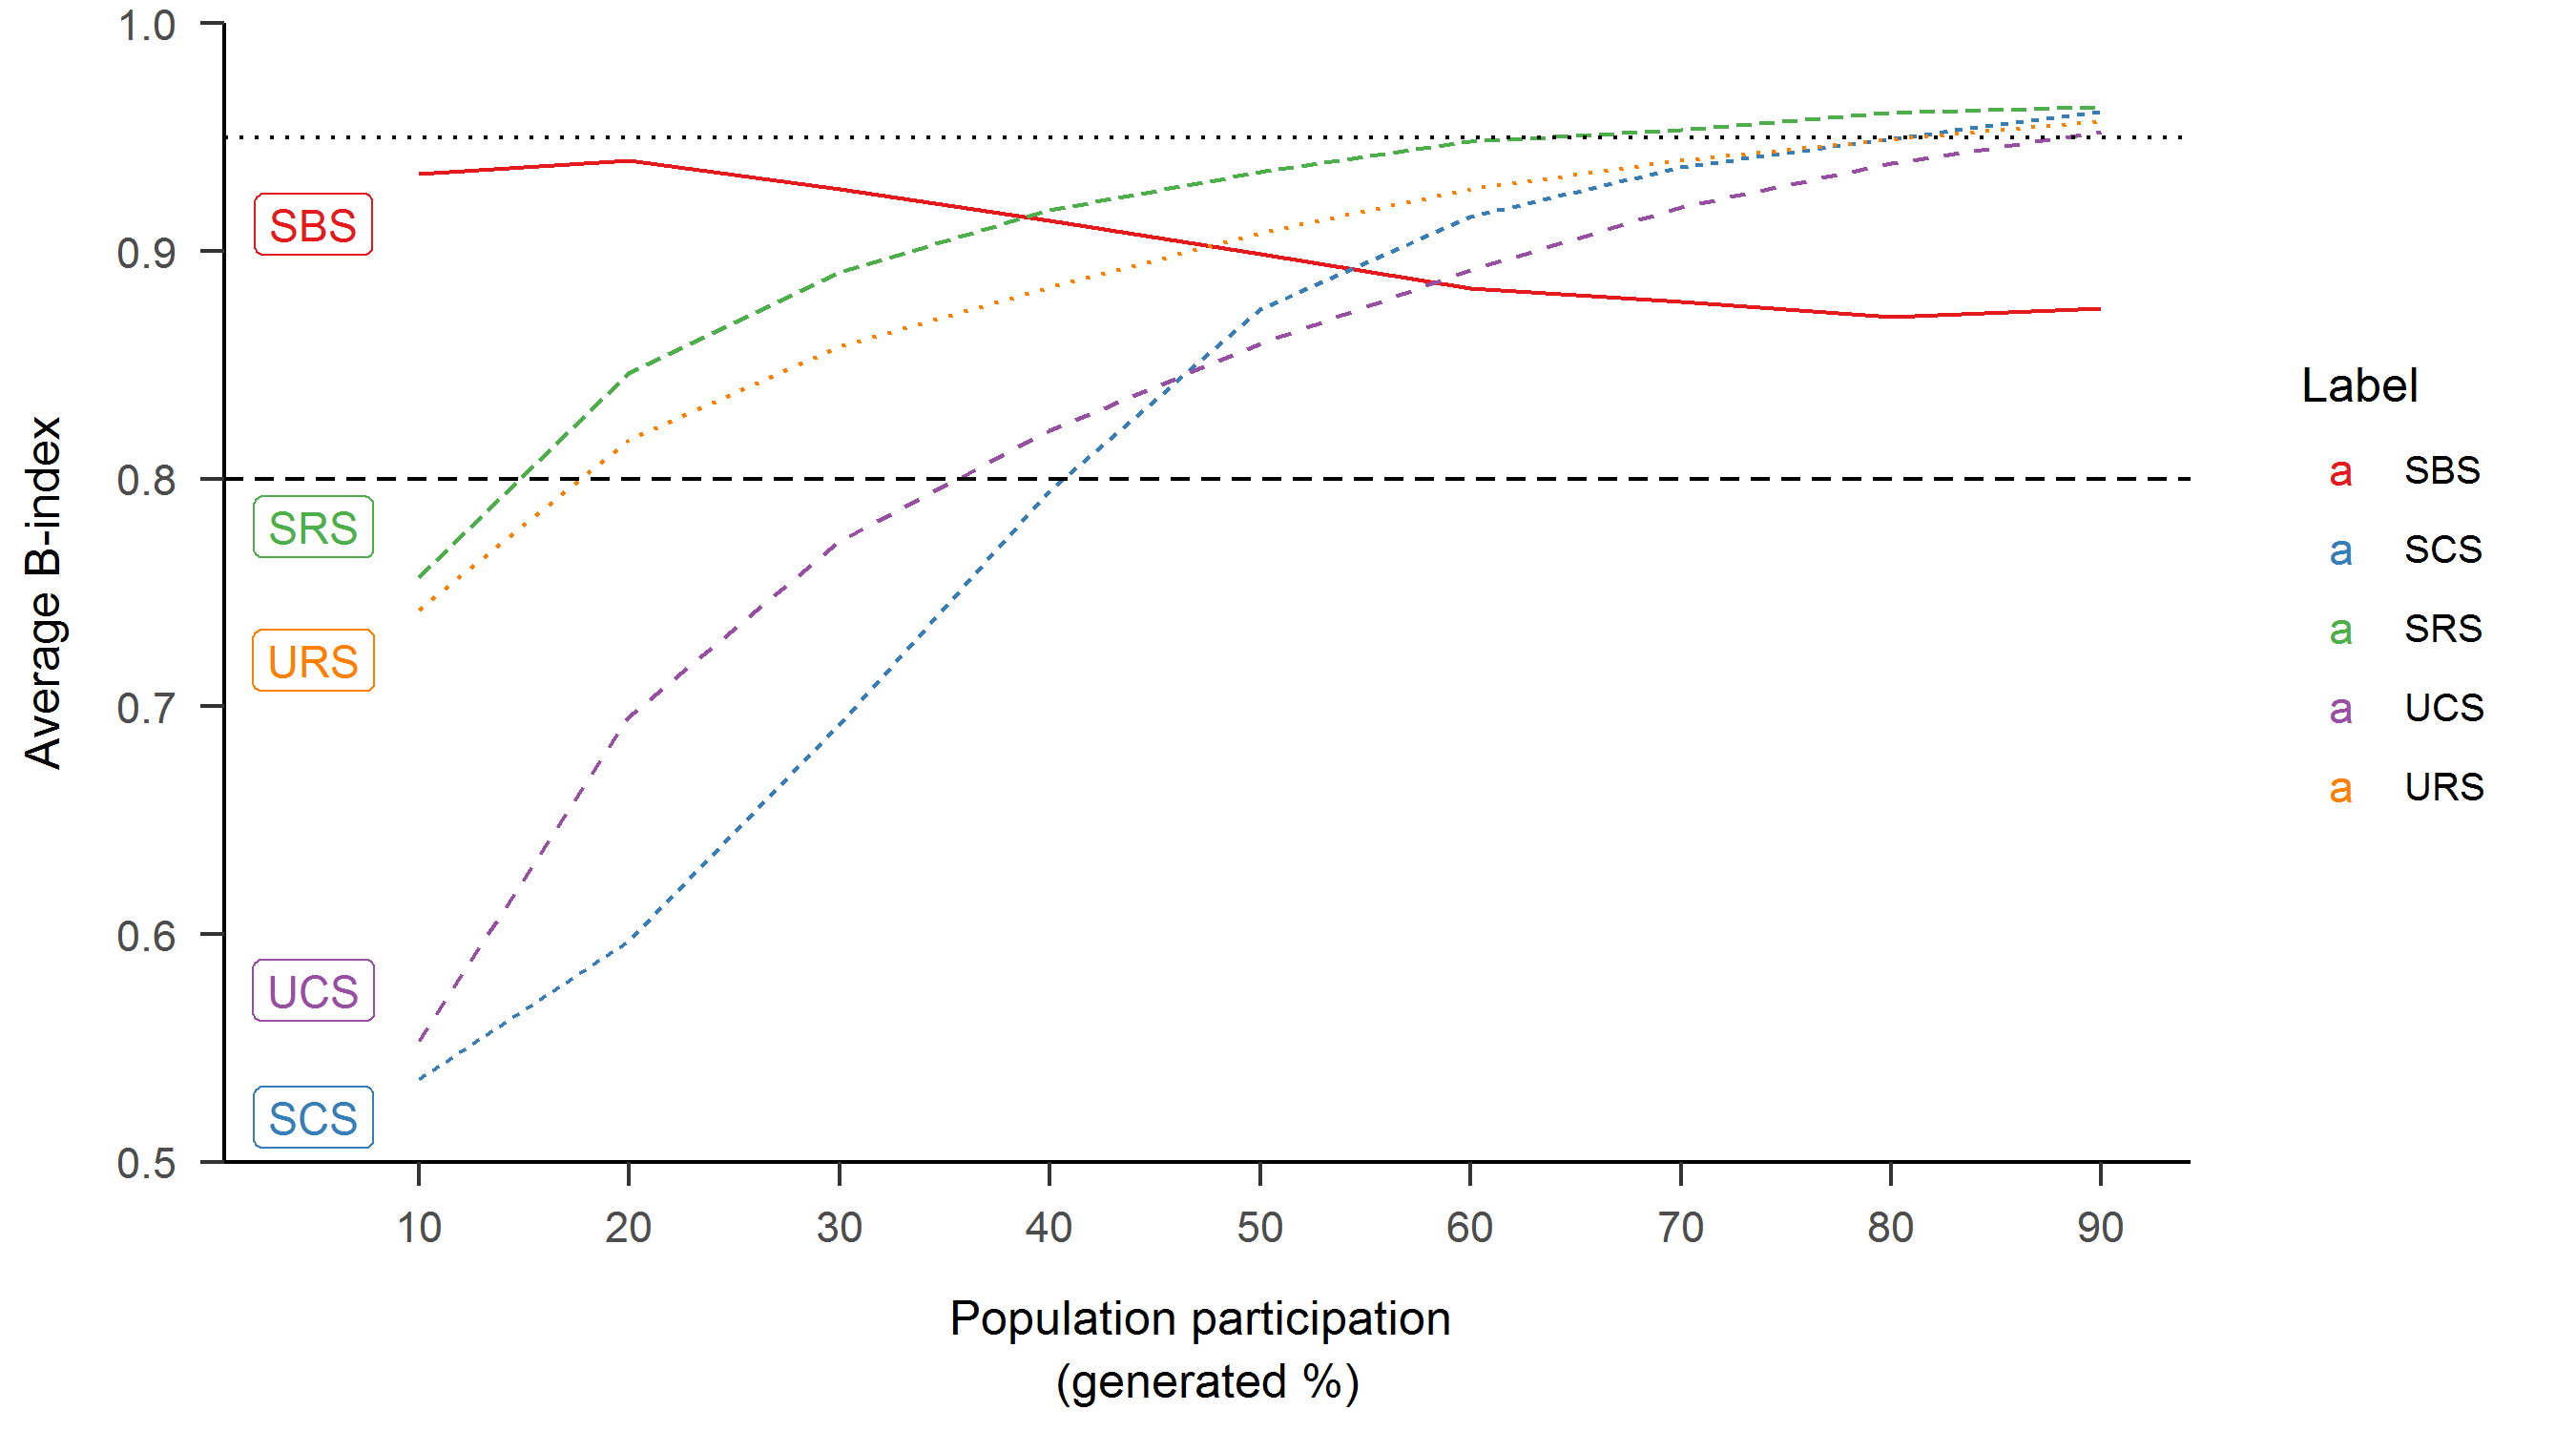 1.0
0.9
0.8
0.7
0.6
0.5
Average B-index
SBS
SRS
URS
UCS
SCS
10 20 30 40 50 60 70 80 90
Population participation
(generated %)
Label
a SBS
a SCS
a SRS
a UCS
a URS